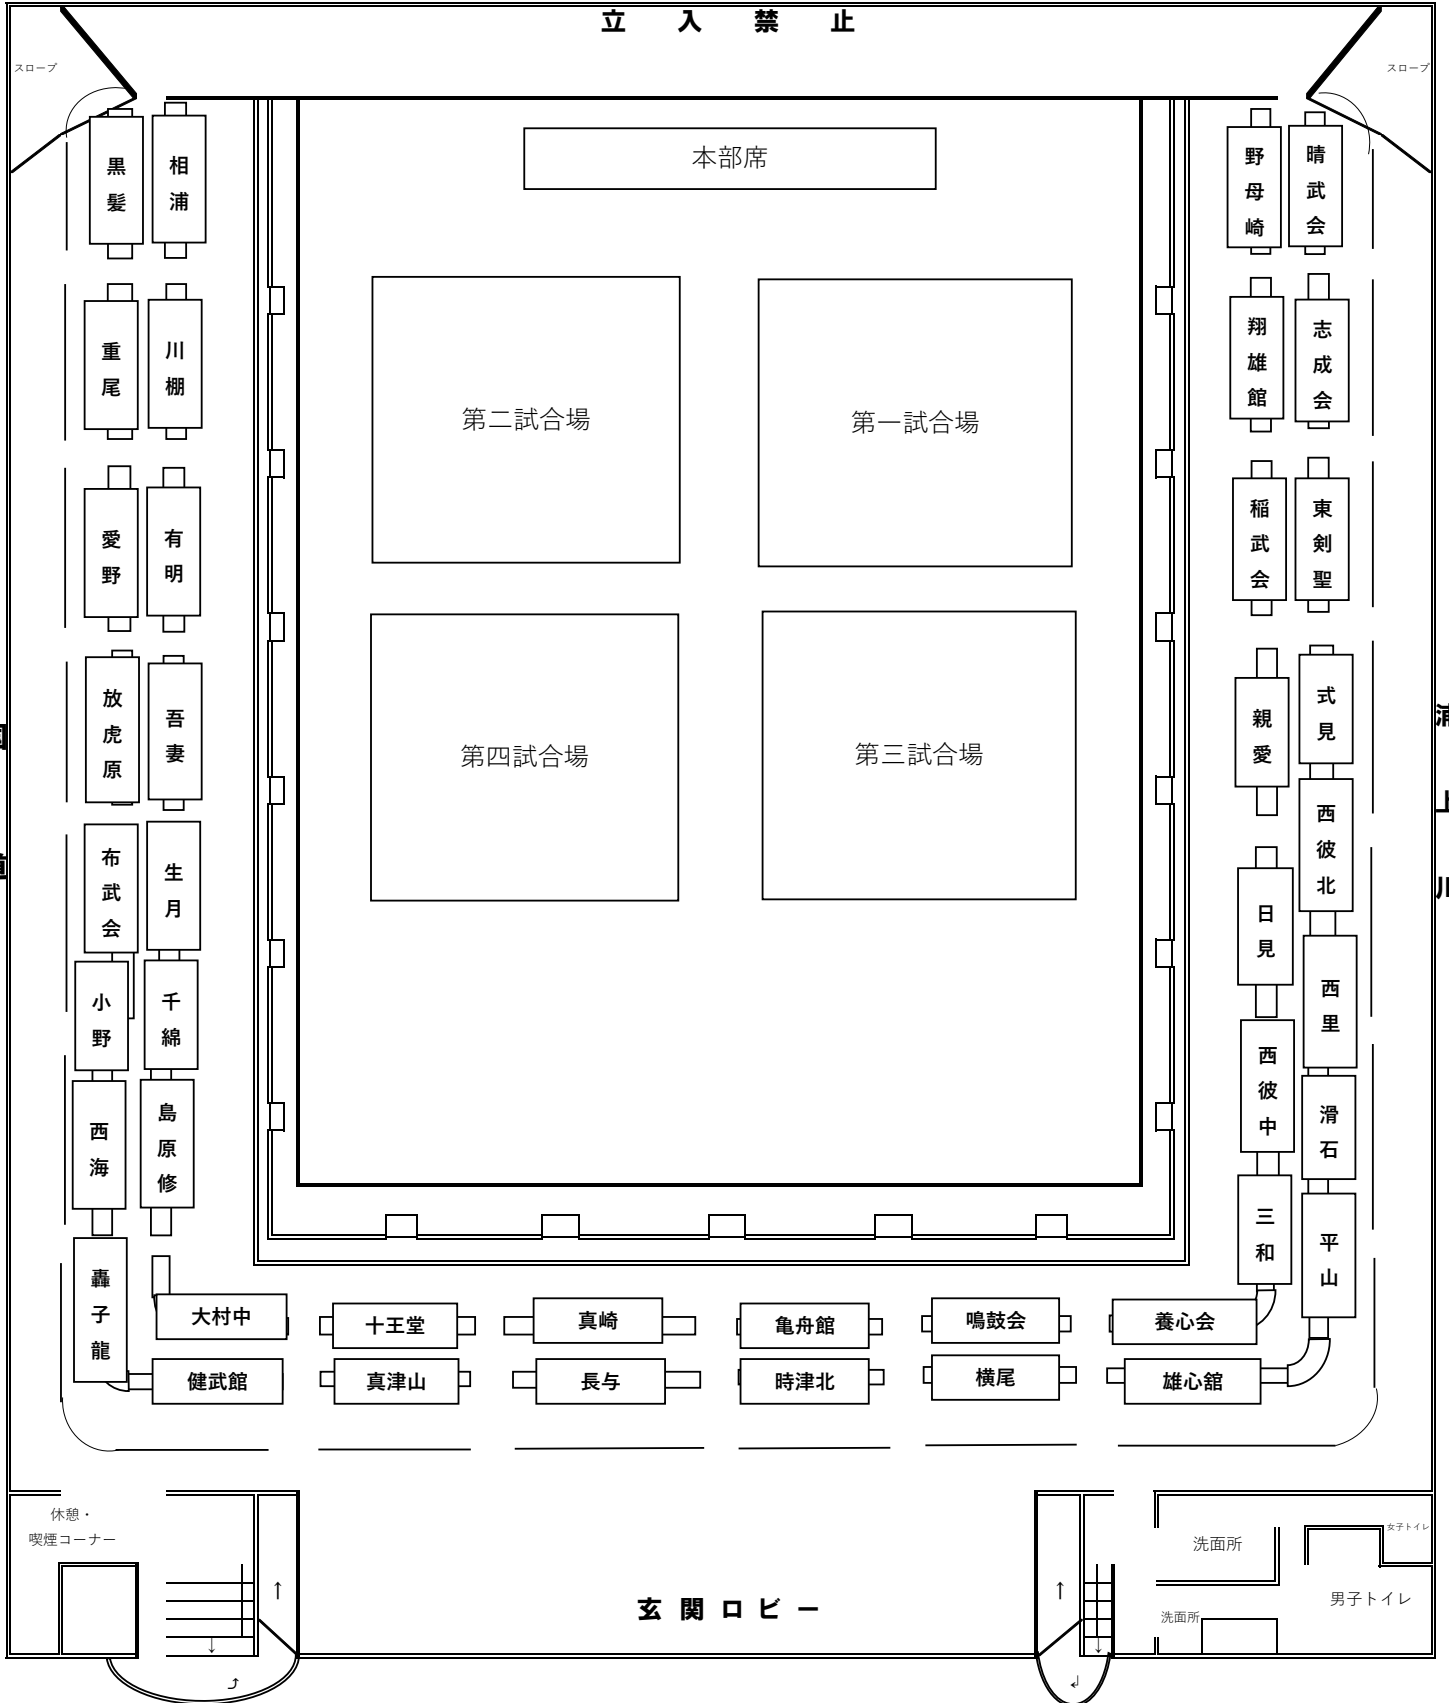 立入禁止
スロープ
スロープ
本部席
黒髪
相浦
野母崎
晴武会
重尾
川棚
第二試合場
第一試合場
翔雄館
志成会
愛野
有明
稲武会
東剣聖
放虎原
吾妻
第四試合場
第三試合場
親愛
式見
西彼北
上
布武会
生月
日見
西里
小野
千綿
西彼中
滑石
西海
島原修
三和
平山
轟子龍
大村中
十王堂
真崎
亀舟館
鳴鼓会
養心会
健武館
真津山
長与
時津北
横尾
雄心舘
休憩・
喫煙コーナー
洗面所
女子トイレ
男子トイレ
洗面所
玄関ロビー
↑
↑
↓
↓